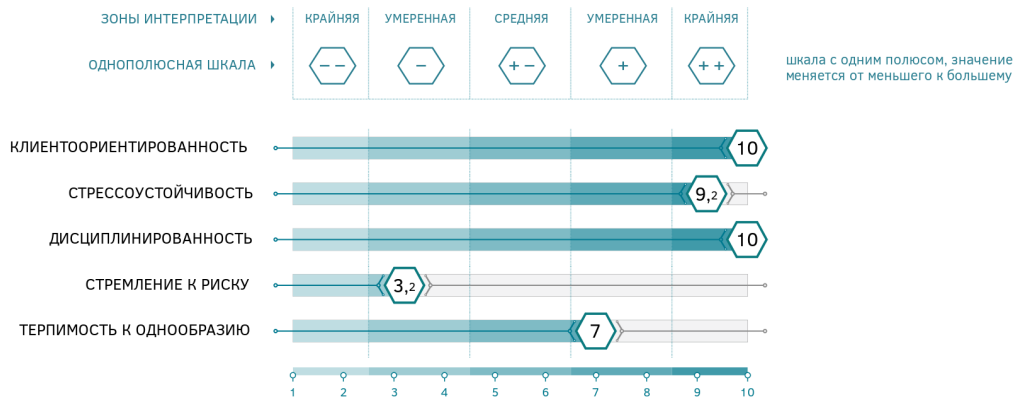 ЗОНЫ ИНТЕРПРЕТАЦИИ КРАЙНЯЯ УМЕРЕННАЯ СРЕДНЯЯ УМЕРЕННАЯ КРАЙНЯЯ
ОДНОПОЛЮСНАЯ ШКАЛА − − − + − + + +
шкала с одним полюсом, значение
меняется от меньшего к большему
КЛИЕНТООРИЕНТИРОВАННОСТЬ 10
СТРЕССОУСТОЙЧИВОСТЬ 9,2
ДИСЦИПЛИНИРОВАННОСТЬ 10
СТРЕМЛЕНИЕ К РИСКУ 3,2
ТЕРПИМОСТЬ К ОДНООБРАЗИЮ 7
1 2 3 4 5 6 7 8 9 10